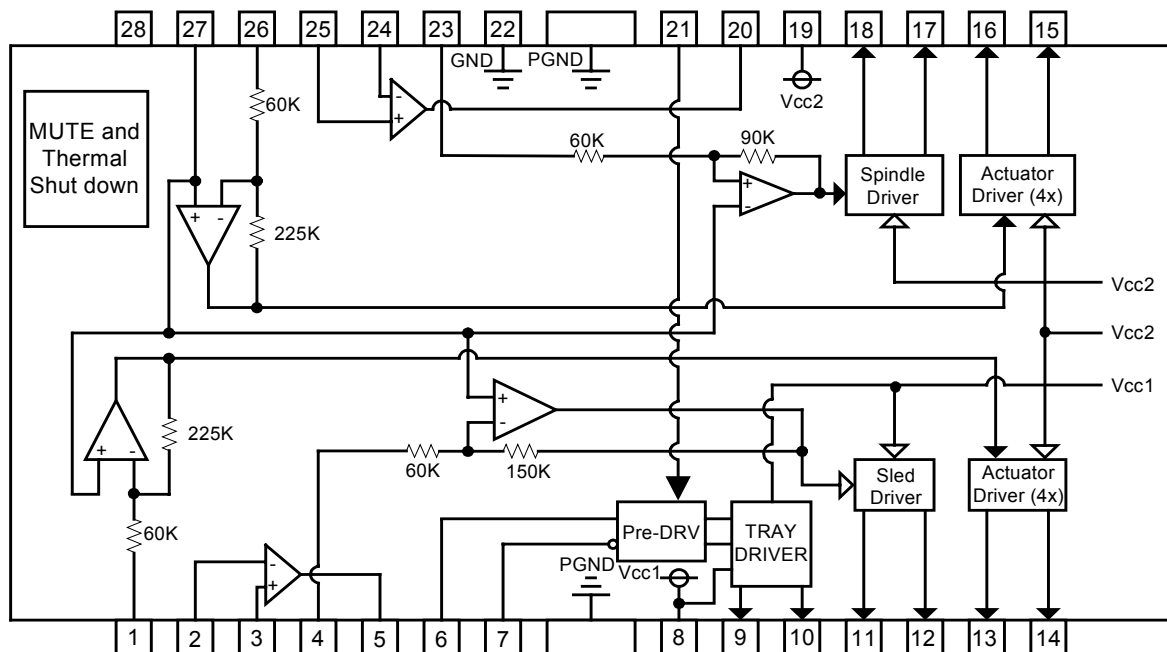 28 27 26 25 24 23 22 21 20 19 18 17 16 15
GND PGND
Vcc2
60K
MUTE and
Thermal
Shut down
- +
60K 90K
+ -
Spindle
Driver
Actuator
Driver (4x)
+ -
225K
Vcc2
Vcc2
Vcc1
+ -
225K
+ -
60K 150K
Sled
Driver
Actuator
Driver (4x)
60K
Pre-DRV
TRAY
DRIVER
- +
PGND
Vcc1
1 2 3 4 5 6 7 8 9 10 11 12 13 14